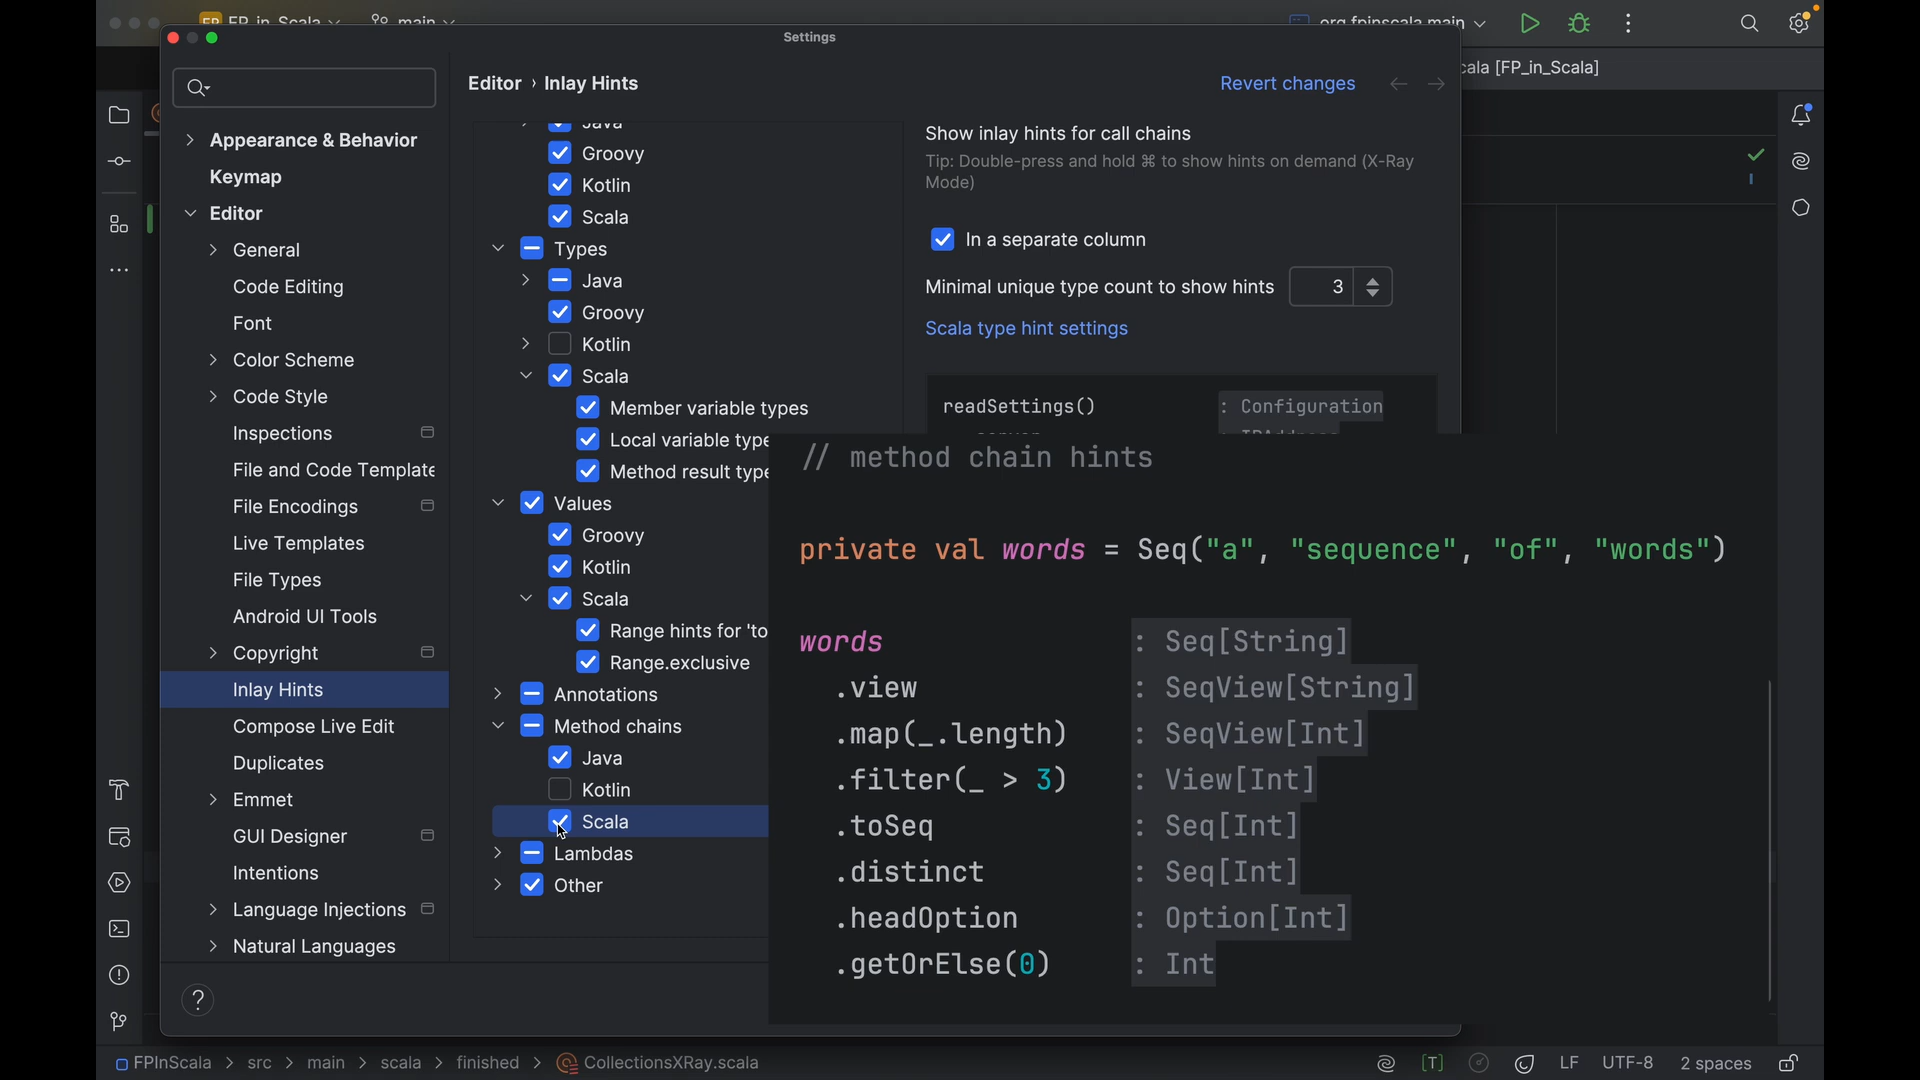 FP FP_in_Scala main org.fpinscala.main
Settings
cala [FP_in_Scala]
Appearance & Behavior
Keymap
Editor
General
Code Editing
Font
Color Scheme
Code Style
Inspections
File and Code Template
File Encodings
Live Templates
File Types
Android UI Tools
Copyright
Inlay Hints
Compose Live Edit
Duplicates
Emmet
GUI Designer
Intentions
Language Injections
Natural Languages
?
Editor › Inlay Hints
Revert changes
Java
Groovy
Kotlin
Scala
Types
Java
Groovy
Kotlin
Scala
Member variable types
Local variable type
Method result type
Values
Groovy
Kotlin
Scala
Range hints for 'to
Range.exclusive
Annotations
Method chains
Java
Kotlin
Scala
Lambdas
Other
Show inlay hints for call chains
Tip: Double-press and hold ⌘ to show hints on demand (X-Ray
Mode)
In a separate column
Minimal unique type count to show hints 3
Scala type hint settings
readSettings() : Configuration
// method chain hints
private val words = Seq("a", "sequence", "of", "words")
words : Seq[String]
.view : SeqView[String]
.map(_.length) : SeqView[Int]
.filter(_ > 3) : View[Int]
.toSeq : Seq[Int]
.distinct : Seq[Int]
.headOption : Option[Int]
.getOrElse(0) : Int
FPInScala > src > main > scala > finished > CollectionsXRay.scala
[T] LF UTF-8 2 spaces